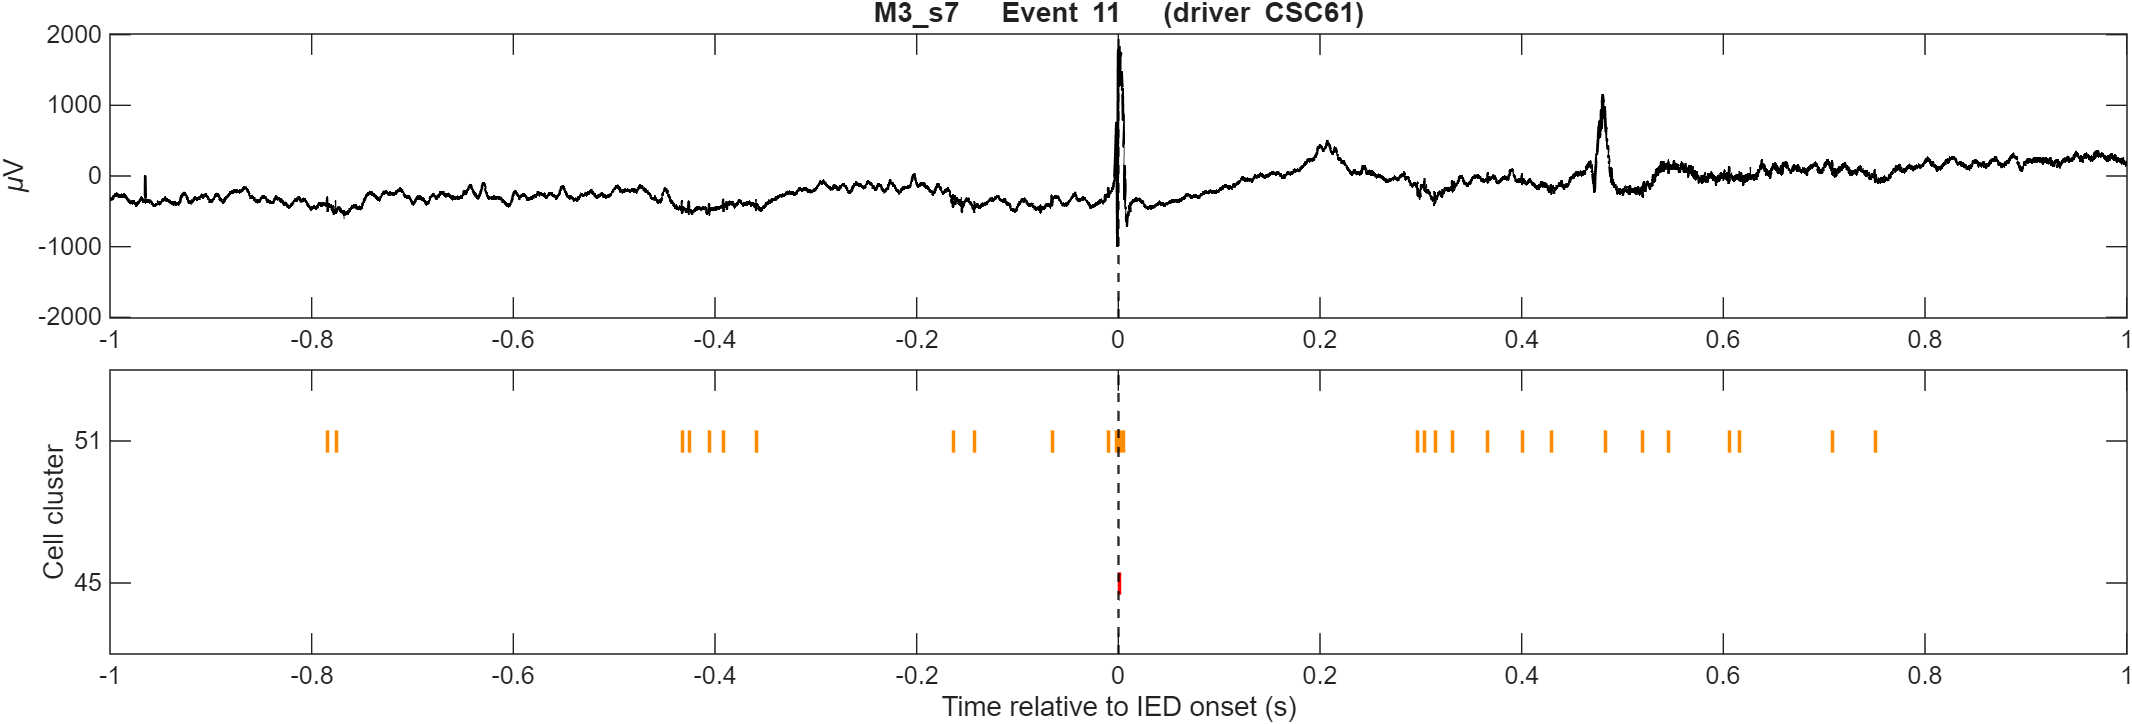 M3_s7 Event 11 (driver CSC61)
2000
1000
0
-1000
-2000
μV
-1 -0.8 -0.6 -0.4 -0.2 0 0.2 0.4 0.6 0.8 1
51
45
Cell cluster
-1 -0.8 -0.6 -0.4 -0.2 0 0.2 0.4 0.6 0.8 1
Time relative to IED onset (s)